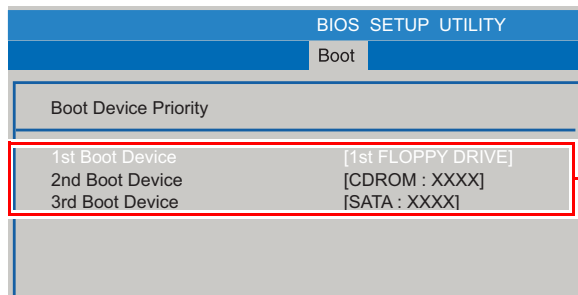 BIOS SETUP UTILITY
Boot
Boot Device Priority
1st Boot Device [1st FLOPPY DRIVE]
2nd Boot Device [CDROM : XXXX]
3rd Boot Device [SATA : XXXX]